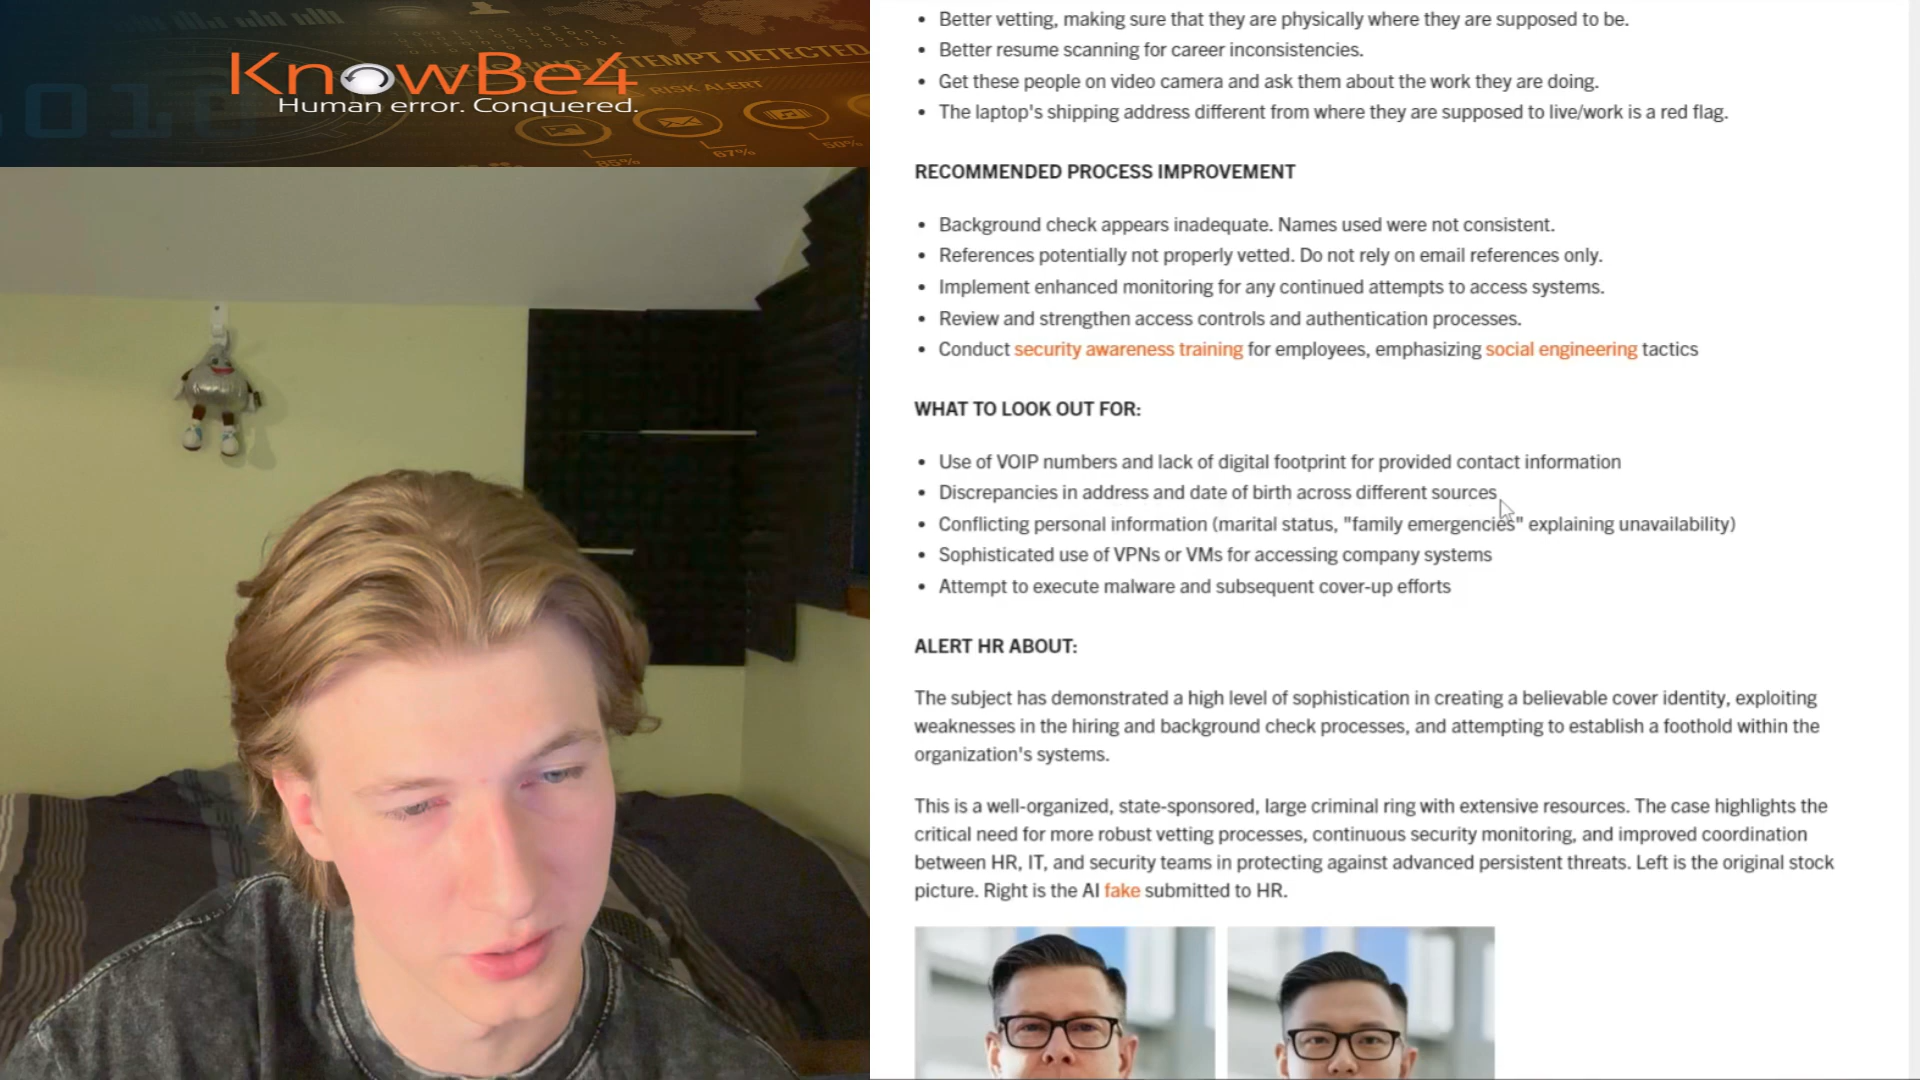 KnowBe4
Human error. Conquered.
ATTEMPT DETECTED
RISK ALERT
85%
67%
50%
• Better vetting, making sure that they are physically where they are supposed to be.
• Better resume scanning for career inconsistencies.
• Get these people on video camera and ask them about the work they are doing.
• The laptop's shipping address different from where they are supposed to live/work is a red flag.
RECOMMENDED PROCESS IMPROVEMENT
• Background check appears inadequate. Names used were not consistent.
• References potentially not properly vetted. Do not rely on email references only.
• Implement enhanced monitoring for any continued attempts to access systems.
• Review and strengthen access controls and authentication processes.
• Conduct security awareness training for employees, emphasizing social engineering tactics
WHAT TO LOOK OUT FOR:
• Use of VOIP numbers and lack of digital footprint for provided contact information
• Discrepancies in address and date of birth across different sources
• Conflicting personal information (marital status, "family emergencies" explaining unavailability)
• Sophisticated use of VPNs or VMs for accessing company systems
• Attempt to execute malware and subsequent cover-up efforts
ALERT HR ABOUT:
The subject has demonstrated a high level of sophistication in creating a believable cover identity, exploiting
weaknesses in the hiring and background check processes, and attempting to establish a foothold within the
organization's systems.
This is a well-organized, state-sponsored, large criminal ring with extensive resources. The case highlights the
critical need for more robust vetting processes, continuous security monitoring, and improved coordination
between HR, IT, and security teams in protecting against advanced persistent threats. Left is the original stock
picture. Right is the AI fake submitted to HR.